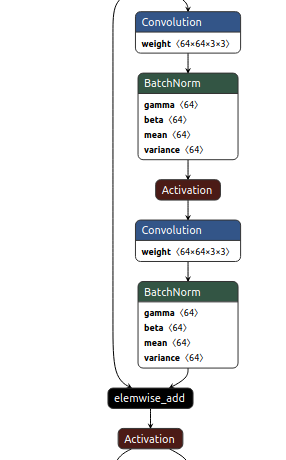 Convolution
weight ⟨64×64×3×3⟩
BatchNorm
gamma ⟨64⟩
beta ⟨64⟩
mean ⟨64⟩
variance ⟨64⟩
Activation
Convolution
weight ⟨64×64×3×3⟩
BatchNorm
gamma ⟨64⟩
beta ⟨64⟩
mean ⟨64⟩
variance ⟨64⟩
elemwise_add
Activation